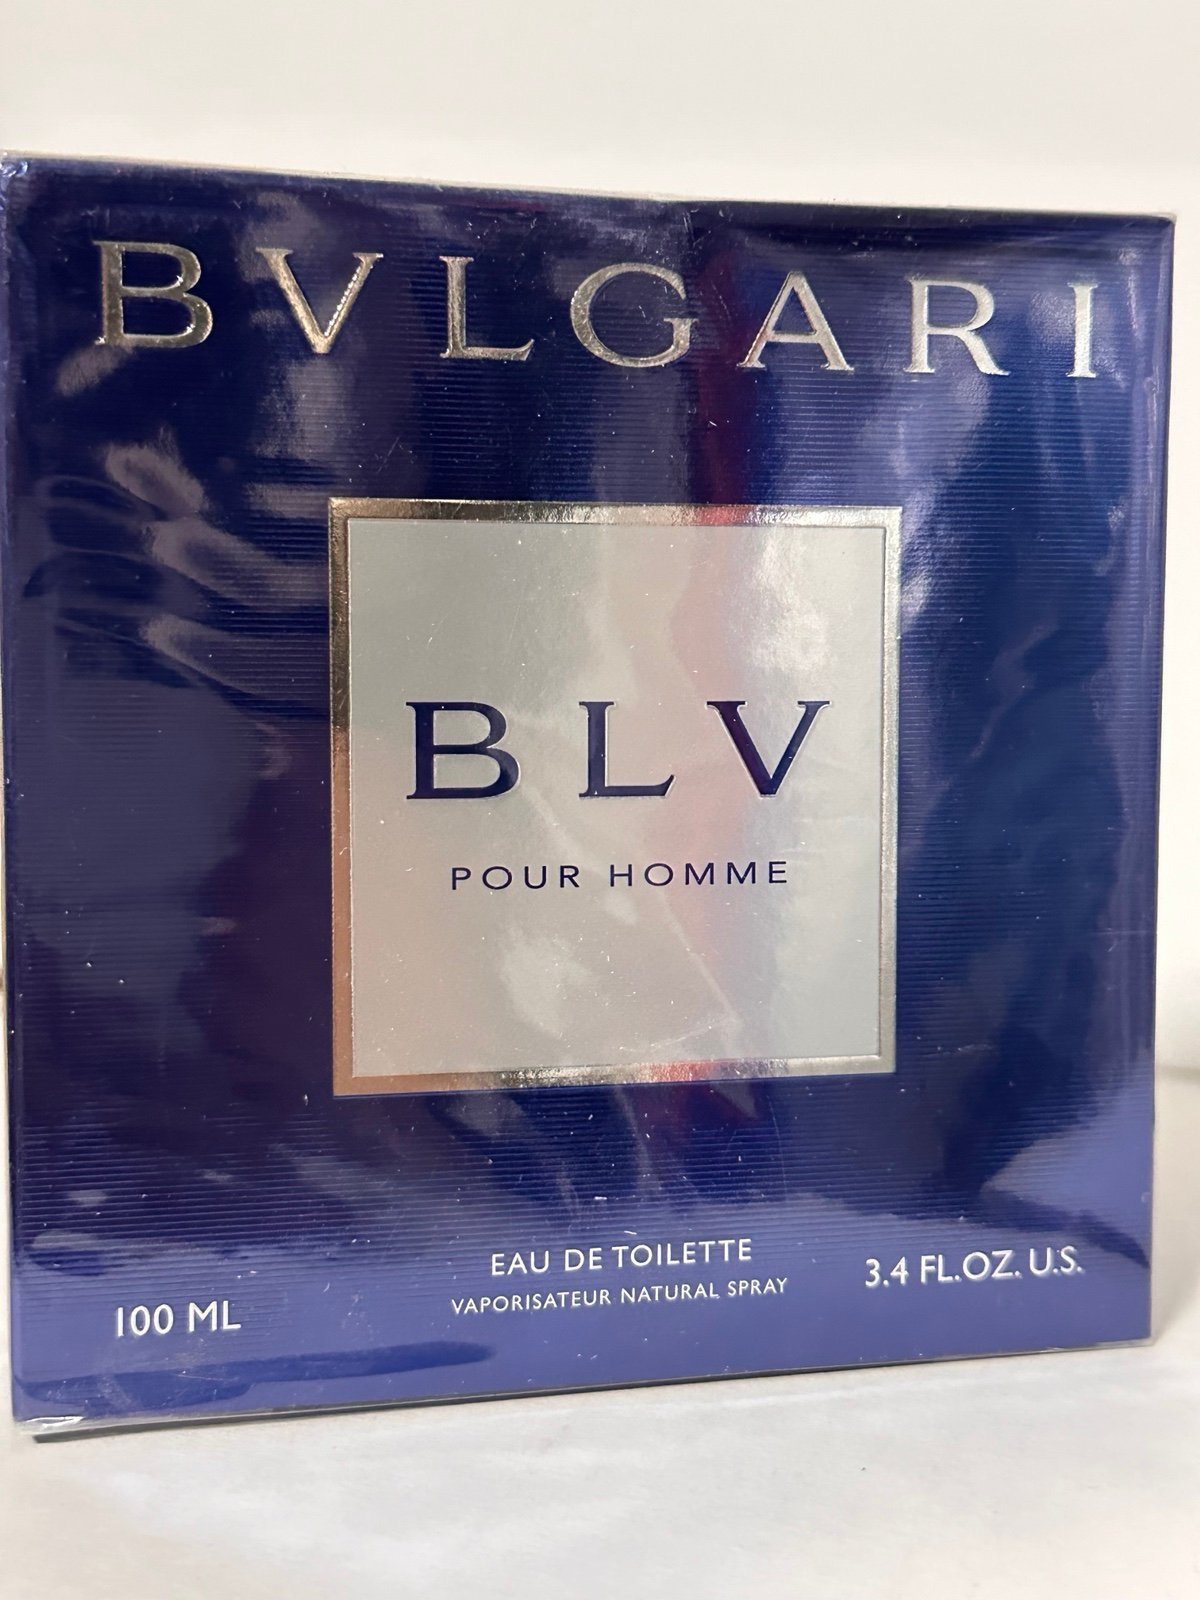 BVLGARI
BLV
POUR HOMME
EAU DE TOILETTE
VAPORISATEUR NATURAL SPRAY
100 ML
3.4 FL.OZ. U.S.